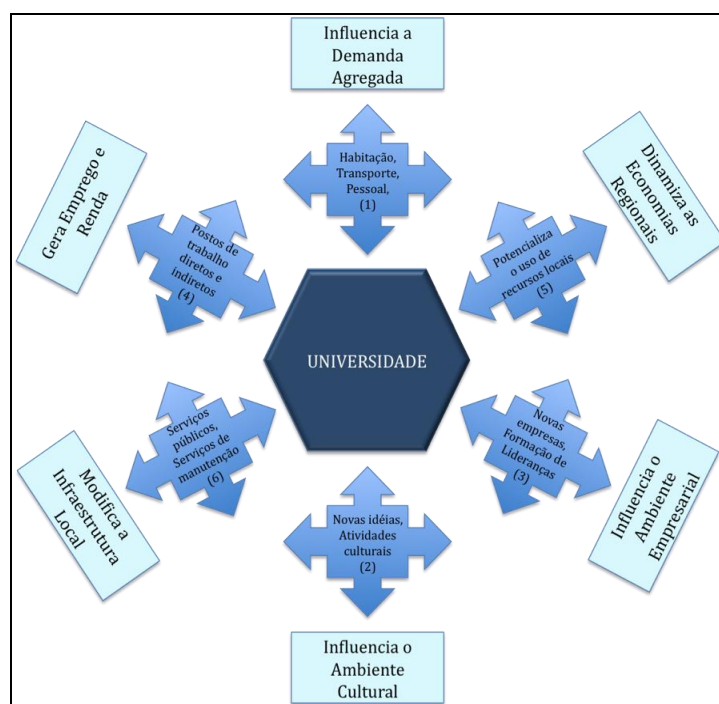 Influencia a
Demanda
Agregada
Habitação,
Transporte,
Pessoal,
(1)
Gera Emprego e
Renda
Postos de
trabalho
diretos e
indiretos
(4)
Dinamiza as
Economias
Regionais
Potencializa
o uso de
recursos locais
(5)
UNIVERSIDADE
Modifica a
Infraestrutura
Local
Serviços
públicos,
Serviços de
manutenção
(6)
Novas
empresas,
Formação de
Lideranças
(3)
Influencia o
Ambiente
Empresarial
Novas idéias,
Atividades
culturais
(2)
Influencia o
Ambiente
Cultural